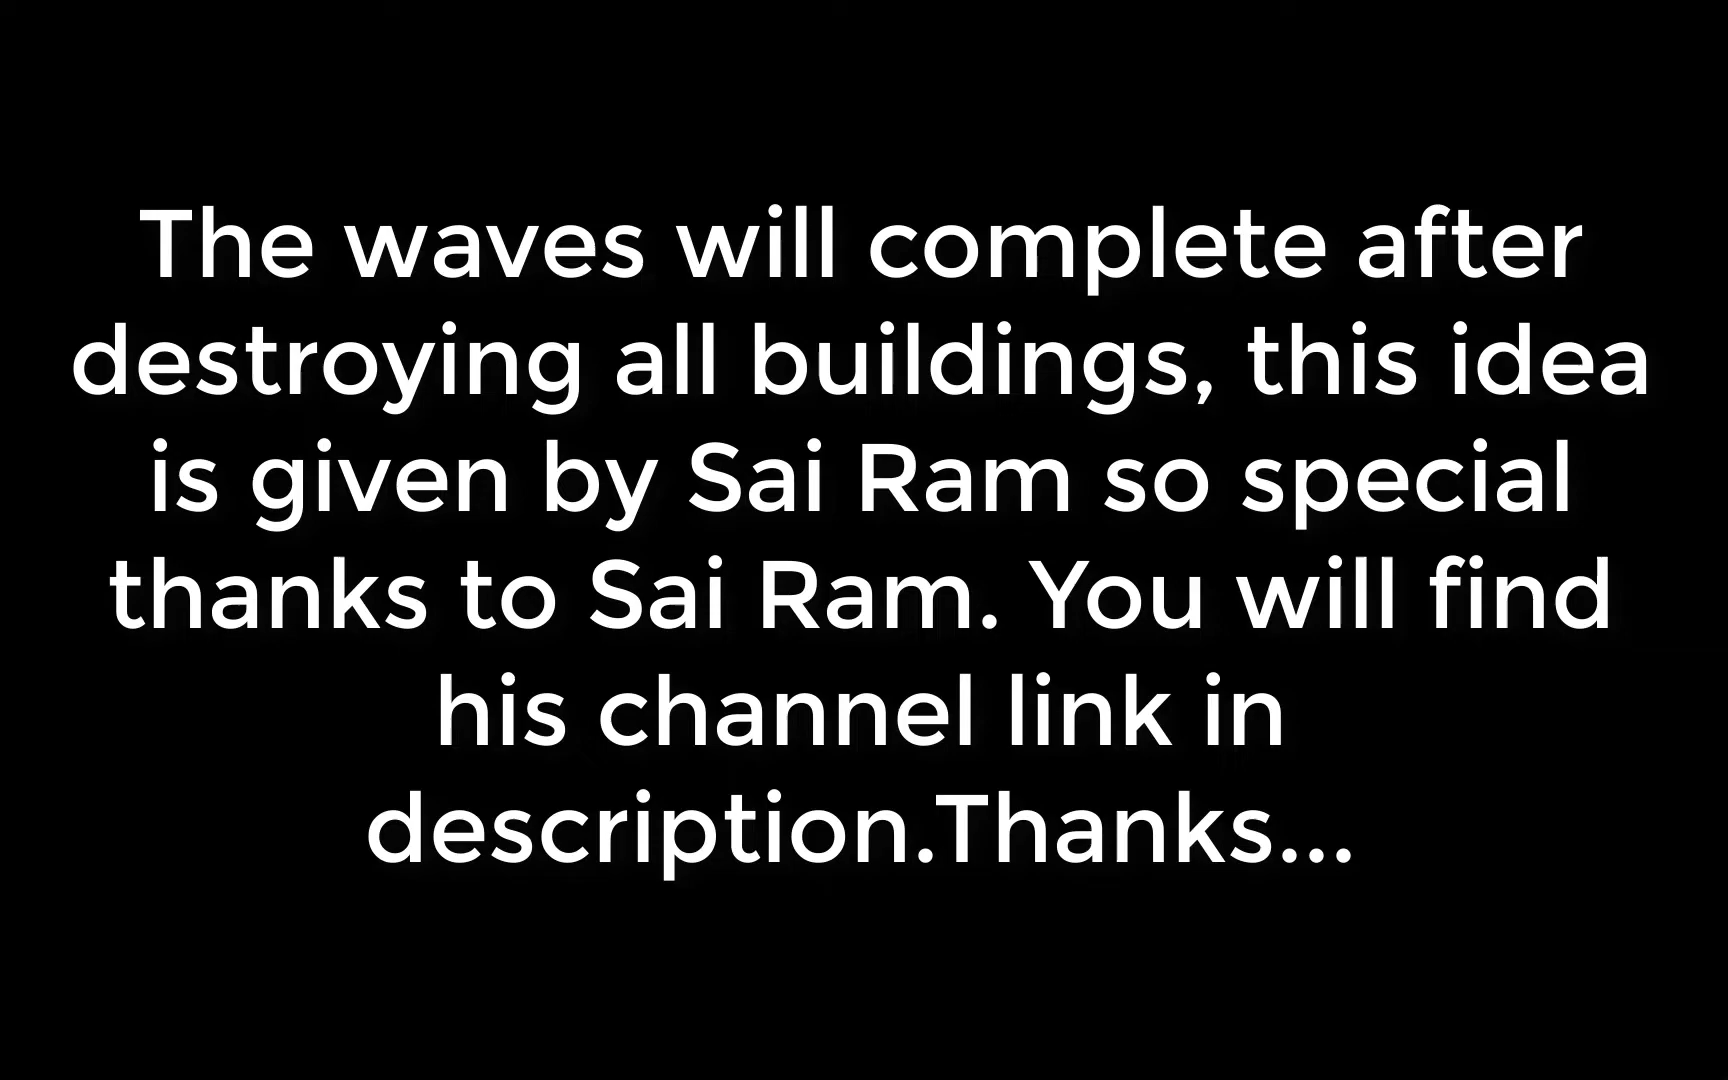 The waves will complete after
destroying all buildings, this idea
is given by Sai Ram so special
thanks to Sai Ram. You will find
his channel link in
description.Thanks...